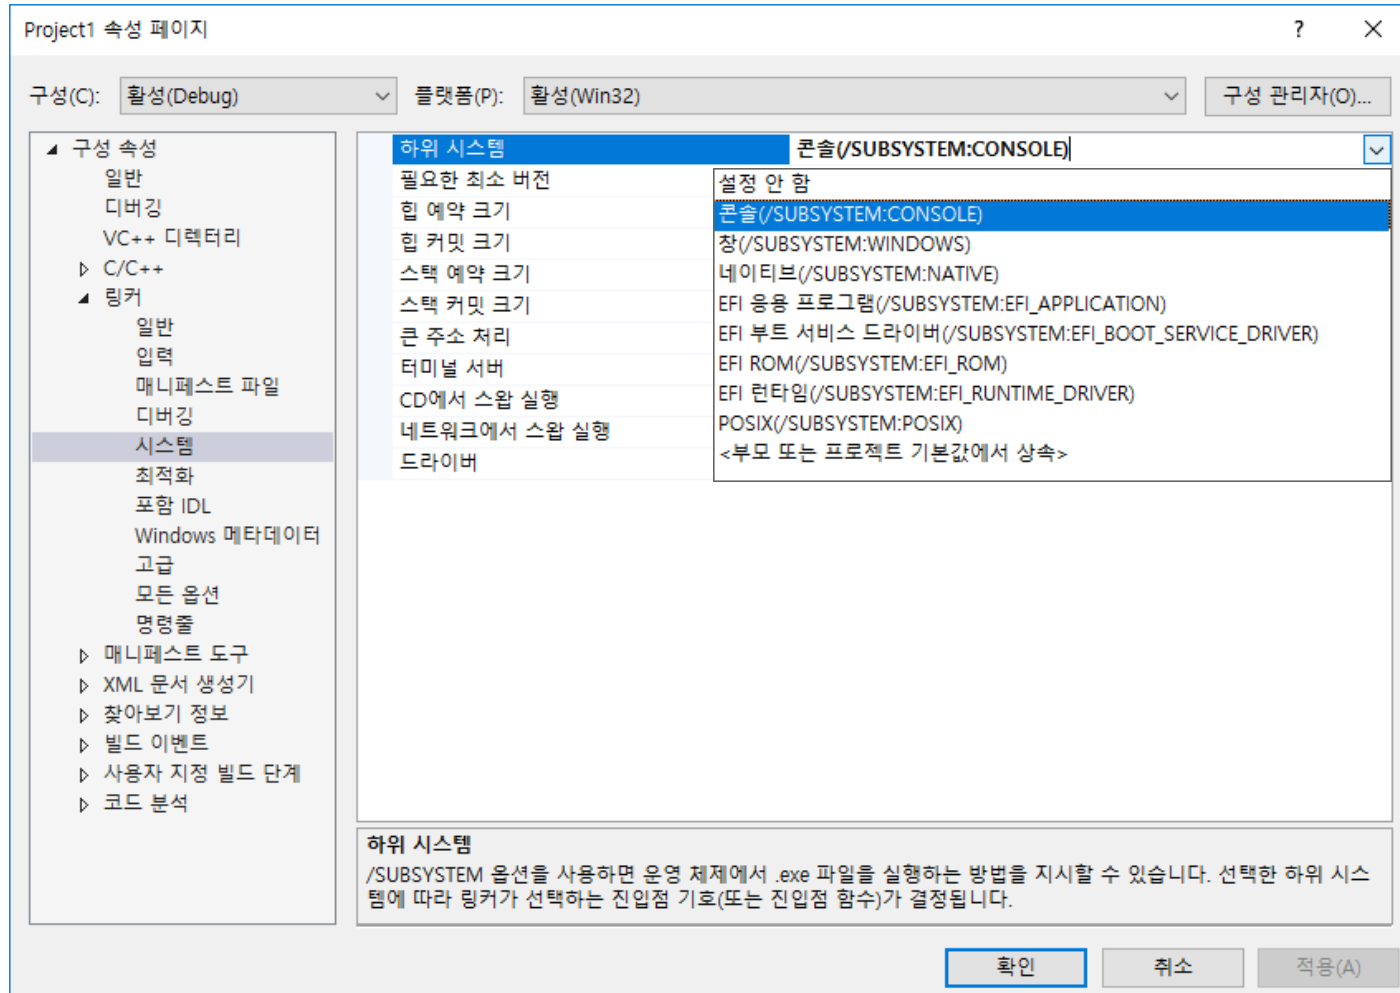 Project1 속성 페이지
?
구성(C):
활성(Debug)
플랫폼(P):
활성(Win32)
구성 관리자(O)...
구성 속성
일반
디버깅
VC++ 디렉터리
C/C++
링커
일반
입력
매니페스트 파일
디버깅
시스템
최적화
포함 IDL
Windows 메타데이터
고급
모든 옵션
명령줄
매니페스트 도구
XML 문서 생성기
찾아보기 정보
빌드 이벤트
사용자 지정 빌드 단계
코드 분석
하위 시스템
콘솔(/SUBSYSTEM:CONSOLE)
필요한 최소 버전
힙 예약 크기
힙 커밋 크기
스택 예약 크기
스택 커밋 크기
큰 주소 처리
터미널 서버
CD에서 스왑 실행
네트워크에서 스왑 실행
드라이버
설정 안 함
콘솔(/SUBSYSTEM:CONSOLE)
창(/SUBSYSTEM:WINDOWS)
네이티브(/SUBSYSTEM:NATIVE)
EFI 응용 프로그램(/SUBSYSTEM:EFI_APPLICATION)
EFI 부트 서비스 드라이버(/SUBSYSTEM:EFI_BOOT_SERVICE_DRIVER)
EFI ROM(/SUBSYSTEM:EFI_ROM)
EFI 런타임(/SUBSYSTEM:EFI_RUNTIME_DRIVER)
POSIX(/SUBSYSTEM:POSIX)
<부모 또는 프로젝트 기본값에서 상속>
하위 시스템
/SUBSYSTEM 옵션을 사용하면 운영 체제에서 .exe 파일을 실행하는 방법을 지시할 수 있습니다. 선택한 하위 시스
템에 따라 링커가 선택하는 진입점 기호(또는 진입점 함수)가 결정됩니다.
확인
취소
적용(A)